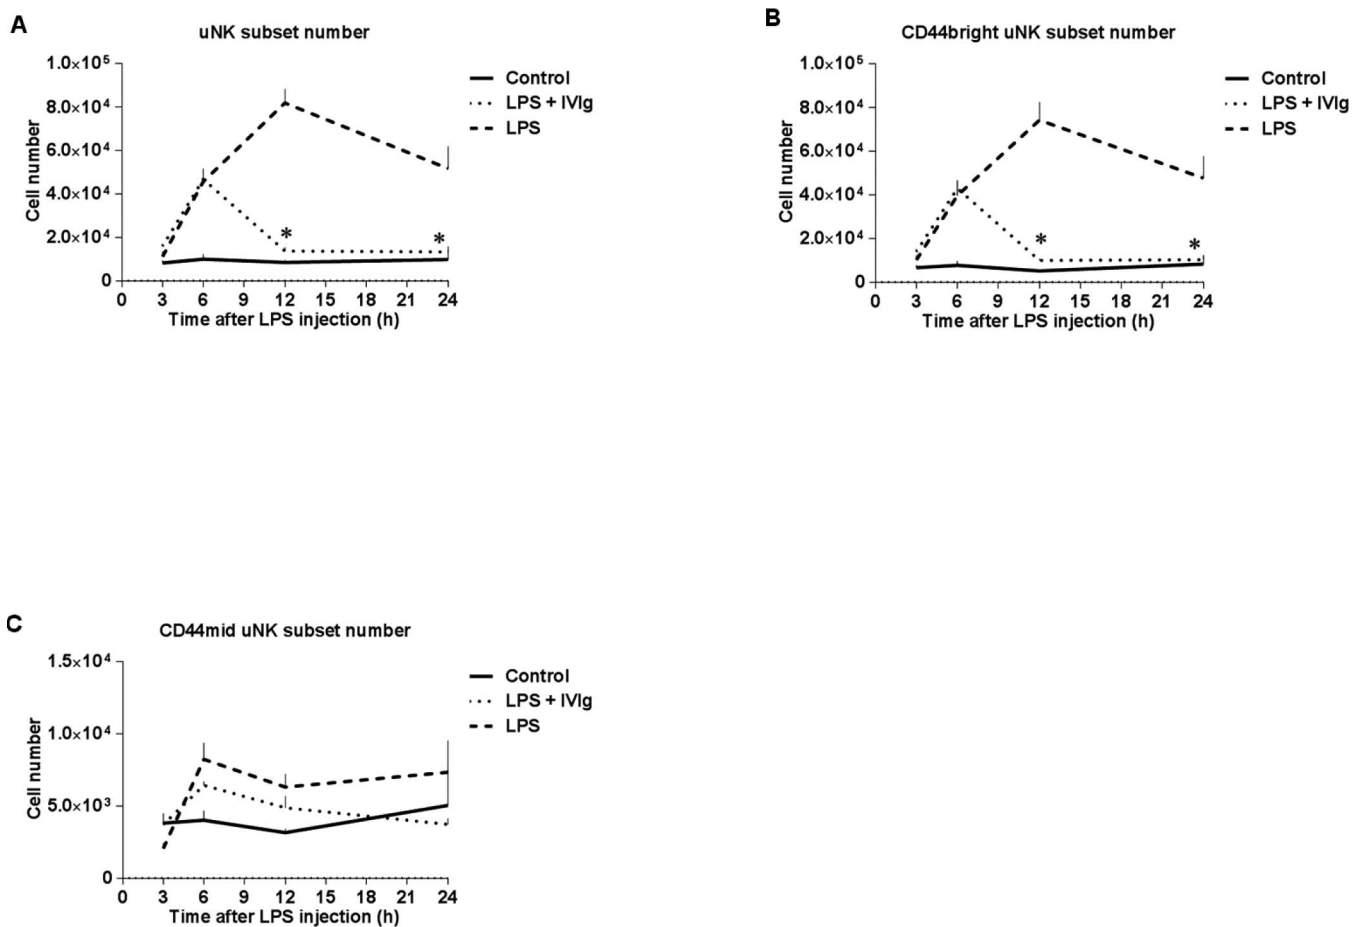 A
uNK subset number
1.0×10⁵
8.0×10⁴
6.0×10⁴
4.0×10⁴
2.0×10⁴
0
Cell number
0 3 6 9 12 15 18 21 24
Time after LPS injection (h)
* *
Control
LPS + IVIg
LPS
B
CD44bright uNK subset number
1.0×10⁵
8.0×10⁴
6.0×10⁴
4.0×10⁴
2.0×10⁴
0
Cell number
0 3 6 9 12 15 18 21 24
Time after LPS injection (h)
* *
Control
LPS + IVIg
LPS
C
CD44mid uNK subset number
1.5×10⁴
1.0×10⁴
5.0×10³
0
Cell number
0 3 6 9 12 15 18 21 24
Time after LPS injection (h)
Control
LPS + IVIg
LPS